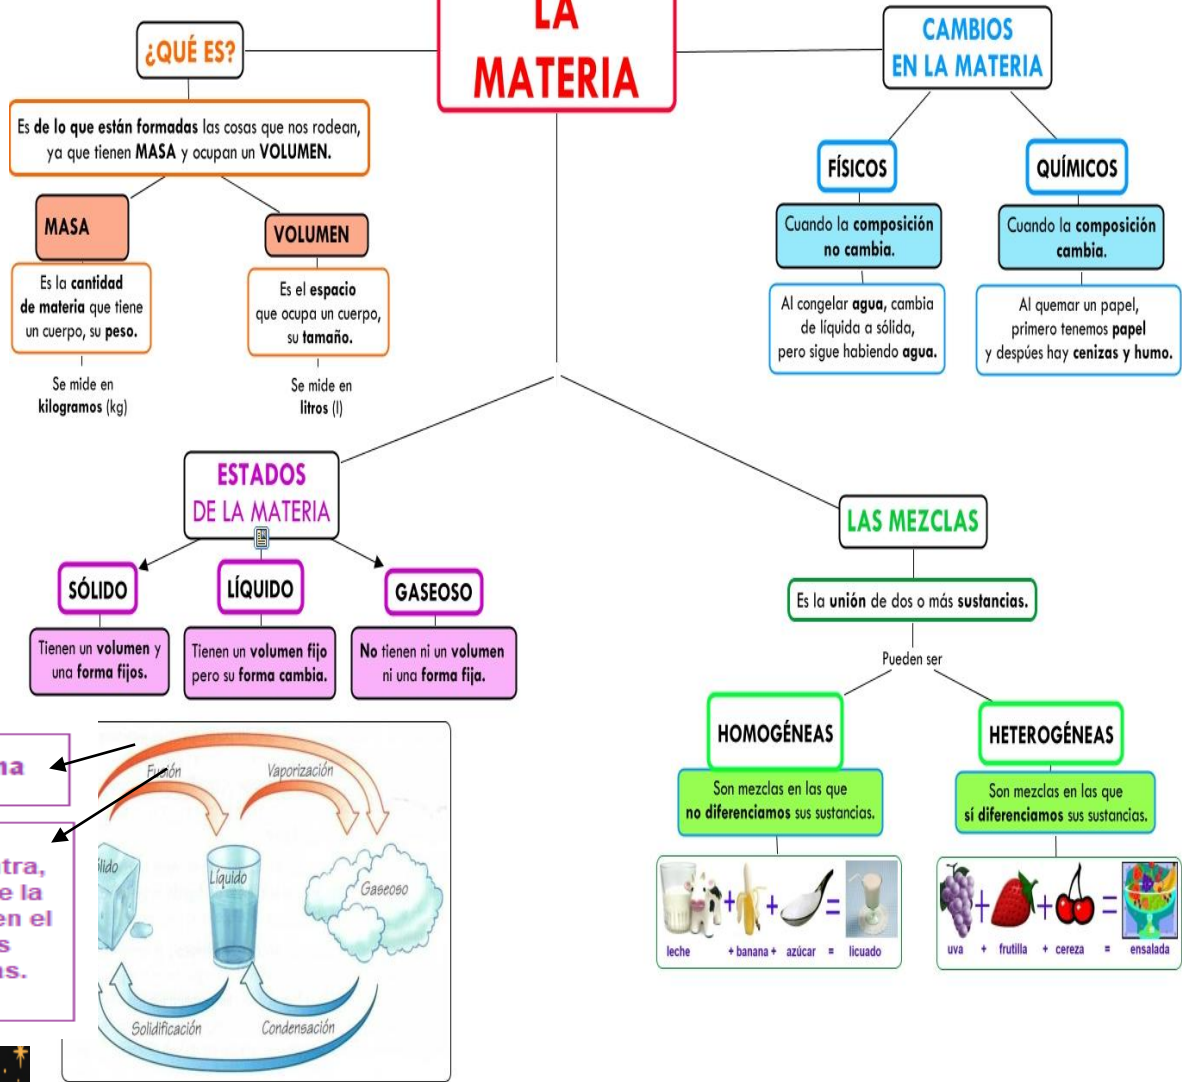 LA
MATERIA
¿QUÉ ES?
Es de lo que están formadas las cosas que nos rodean,
ya que tienen MASA y ocupan un VOLUMEN.
MASA
Es la cantidad
de materia que tiene
un cuerpo, su peso.
Se mide en
kilogramos (kg)
VOLUMEN
Es el espacio
que ocupa un cuerpo,
su tamaño.
Se mide en
litros (l)
CAMBIOS
EN LA MATERIA
FÍSICOS
Cuando la composición
no cambia.
Al congelar agua, cambia
de líquida a sólida,
pero sigue habiendo agua.
QUÍMICOS
Cuando la composición
cambia.
Al quemar un papel,
primero tenemos papel
y despúes hay cenizas y humo.
ESTADOS
DE LA MATERIA
SÓLIDO
Tienen un volumen y
una forma fijos.
LÍQUIDO
Tienen un volumen fijo
pero su forma cambia.
GASEOSO
No tienen ni un volumen
ni una forma fija.
Fusión
Vaporización
Líquido
Gaseoso
Solidificación
Condensación
e la
en el
LAS MEZCLAS
Es la unión de dos o más sustancias.
Pueden ser
HOMOGÉNEAS
Son mezclas en las que
no diferenciamos sus sustancias.
leche + banana + azúcar = licuado
HETEROGÉNEAS
Son mezclas en las que
sí diferenciamos sus sustancias.
uva + frutilla + cereza = ensalada